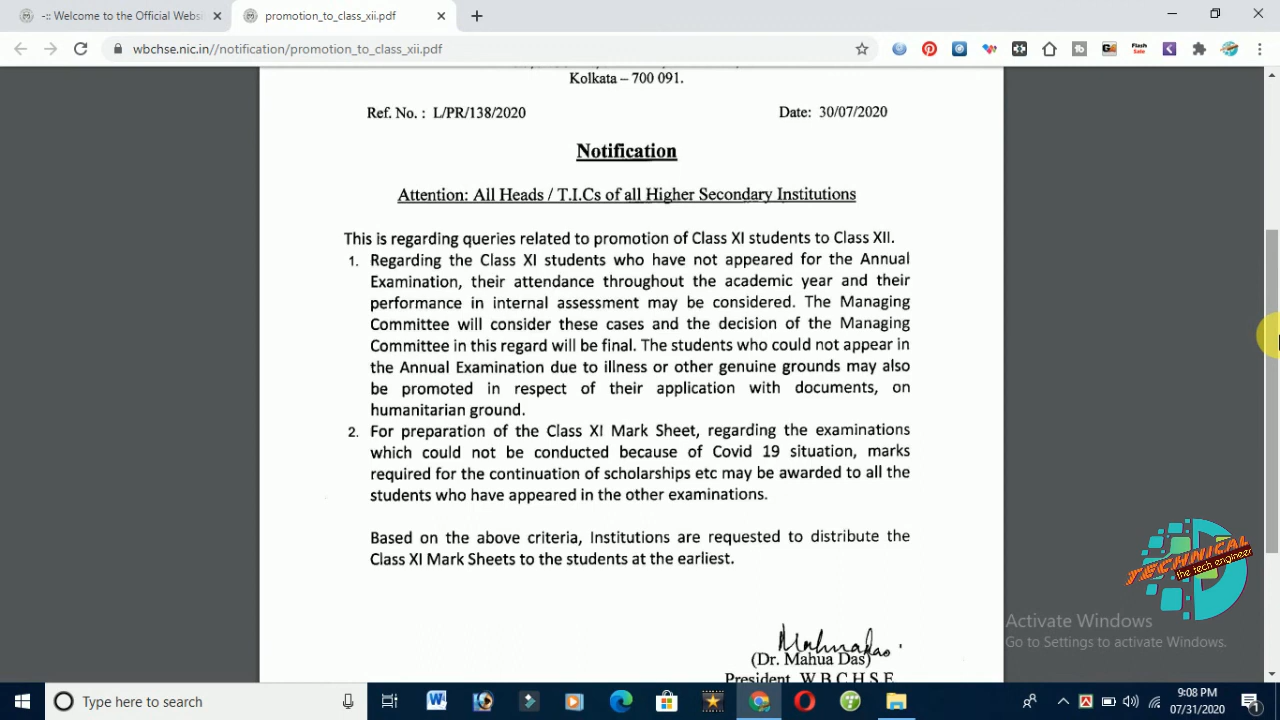 -:: Welcome to the Official Websi
promotion_to_class_xii.pdf
wbchse.nic.in//notification/promotion_to_class_xii.pdf
Flash
Sale
Kolkata – 700 091.
Ref. No. : L/PR/138/2020
Date: 30/07/2020
Notification
Attention: All Heads / T.I.Cs of all Higher Secondary Institutions
This is regarding queries related to promotion of Class XI students to Class XII.
1. Regarding the Class XI students who have not appeared for the Annual
Examination, their attendance throughout the academic year and their
performance in internal assessment may be considered. The Managing
Committee will consider these cases and the decision of the Managing
Committee in this regard will be final. The students who could not appear in
the Annual Examination due to illness or other genuine grounds may also
be promoted in respect of their application with documents, on
humanitarian ground.
2. For preparation of the Class XI Mark Sheet, regarding the examinations
which could not be conducted because of Covid 19 situation, marks
required for the continuation of scholarships etc may be awarded to all the
students who have appeared in the other examinations.
Based on the above criteria, Institutions are requested to distribute the
Class XI Mark Sheets to the students at the earliest.
TECHNICAL
the tech engineer
Activate Windows
Go to Settings to activate Windows.
(Dr. Mahua Das)
President, W.B.C.H.S.E
Type here to search
9:08 PM
07/31/2020